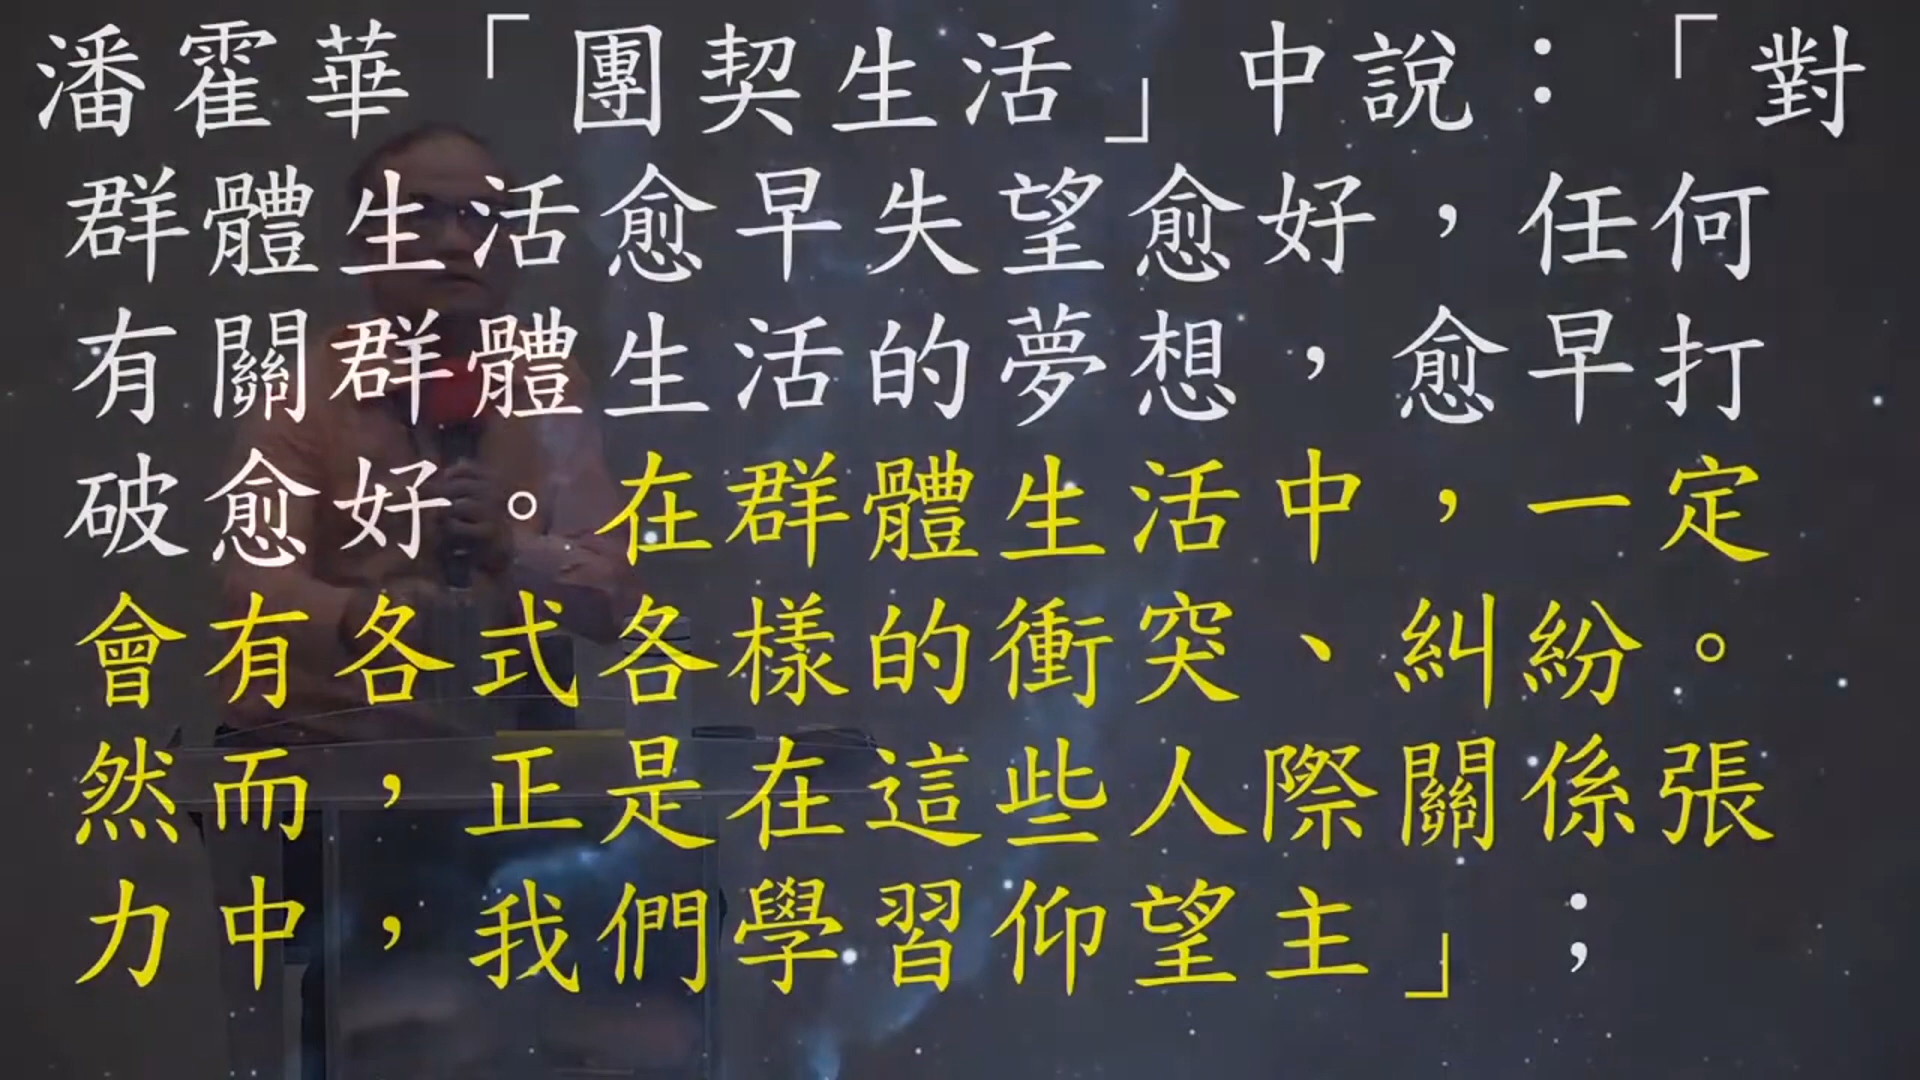 潘霍華「團契生活」中說：「對
群體生活愈早失望愈好，任何
有關群體生活的夢想，愈早打
破愈好。在群體生活中，一定
會有各式各樣的衝突、糾紛。
然而，正是在這些人際關係張
力中，我們學習仰望主」；